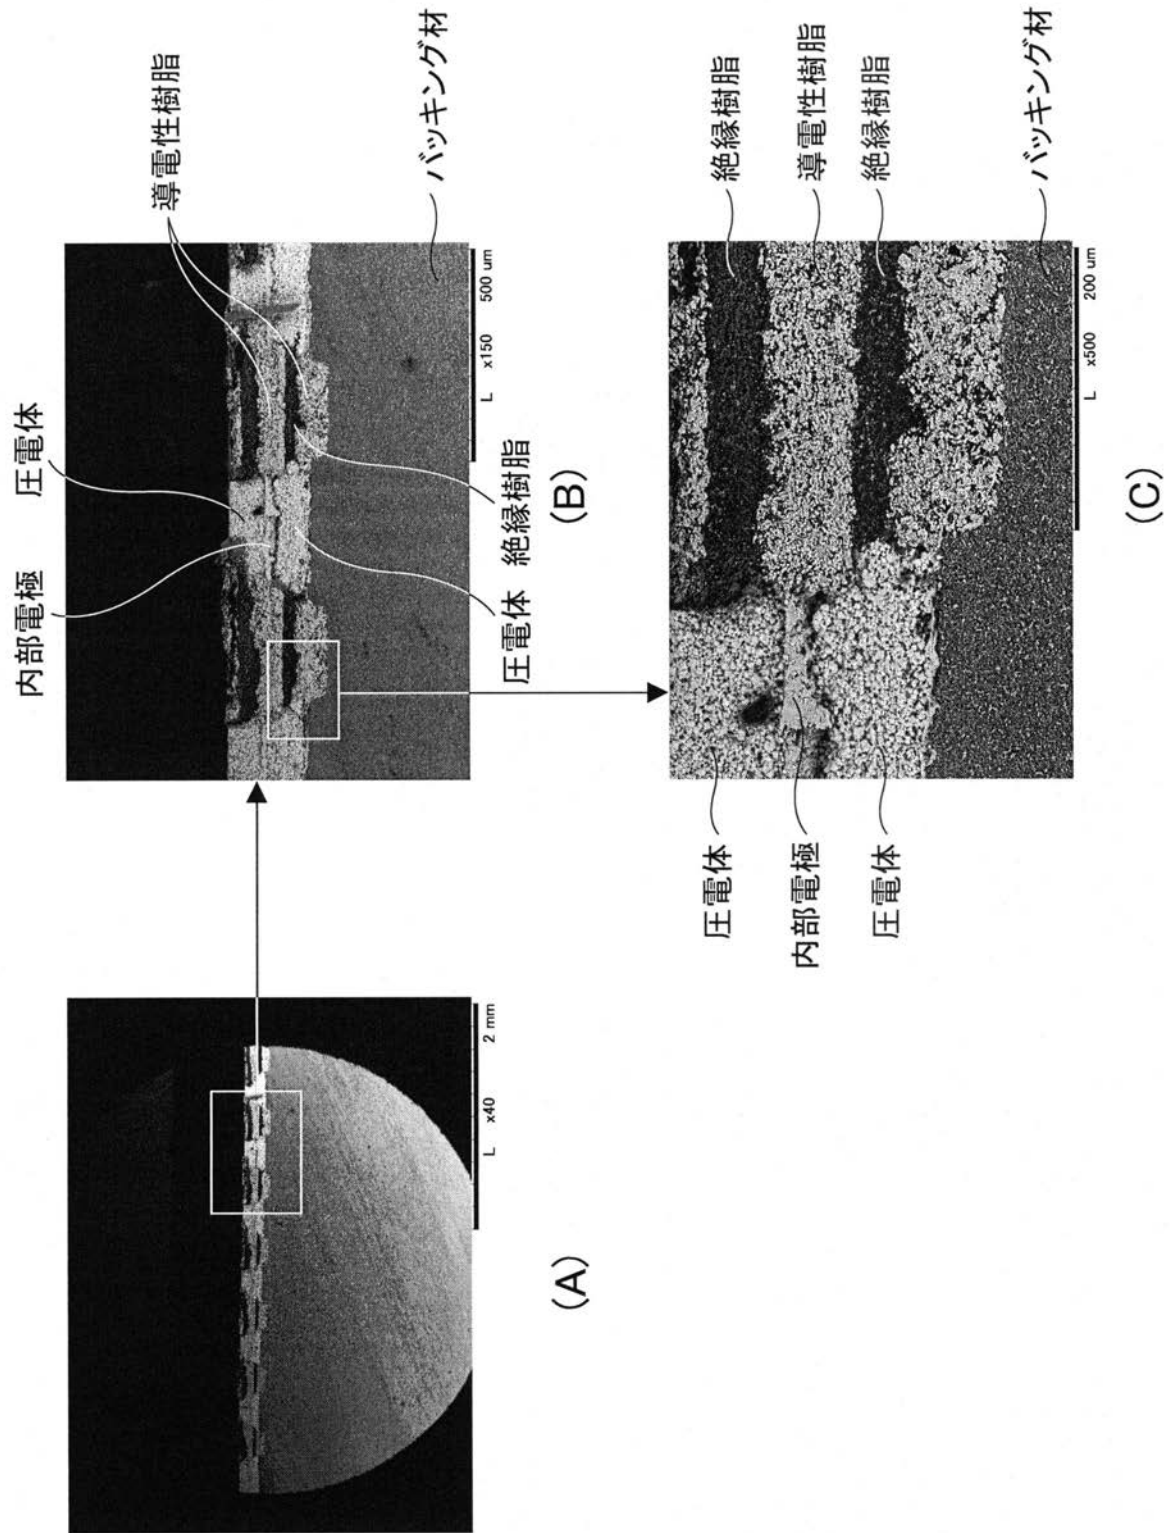 内部電極 圧電体
導電性樹脂
バッキング材
L x40 2 mm
L x150 500 um
圧電体 絶縁樹脂
(A)
(B)
圧電体
絶縁樹脂
内部電極
導電性樹脂
圧電体
絶縁樹脂
バッキング材
L x500 200 um
(C)